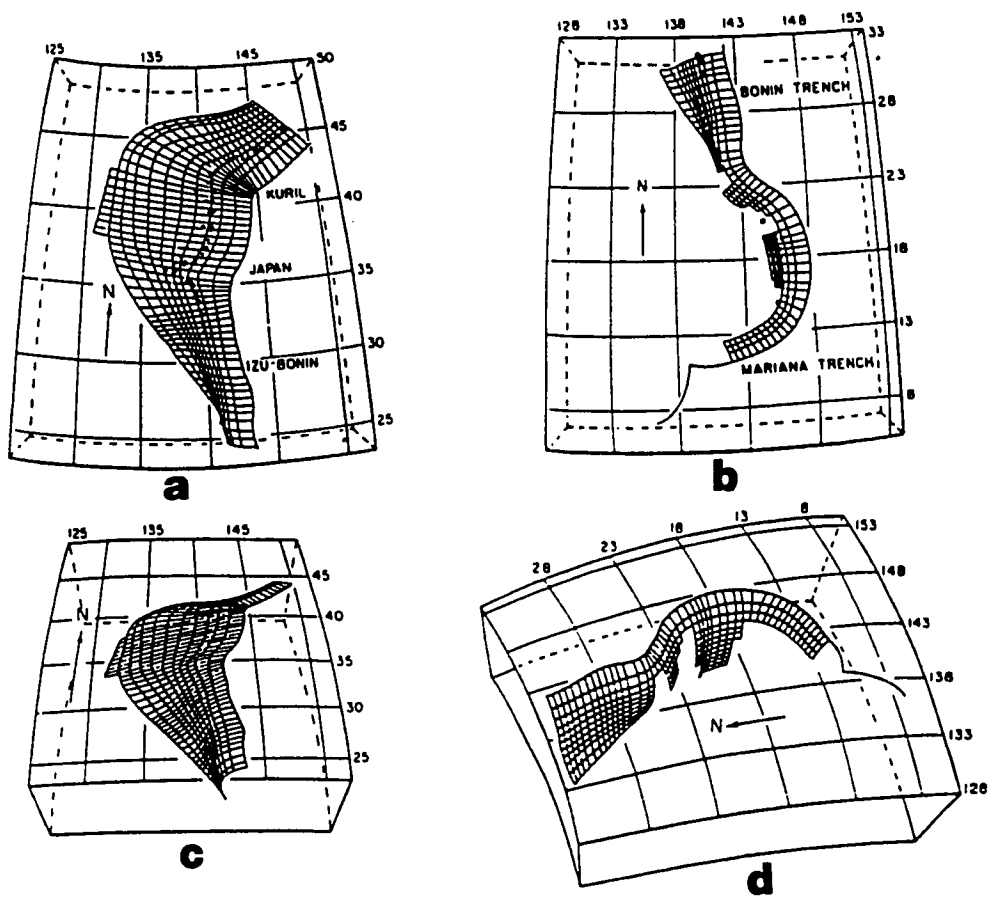 125 135 145 50
45
N
KURIL
40
JAPAN
35
30
IZU-BONIN
25
a
128 133 138 143 148 153
33
BONIN TRENCH
28
23
N
18
13
MARIANA TRENCH
8
b
125 135 145
45
N
40
35
30
25
c
28 23 18 13 8
153
148
143
138
133
128
N
d